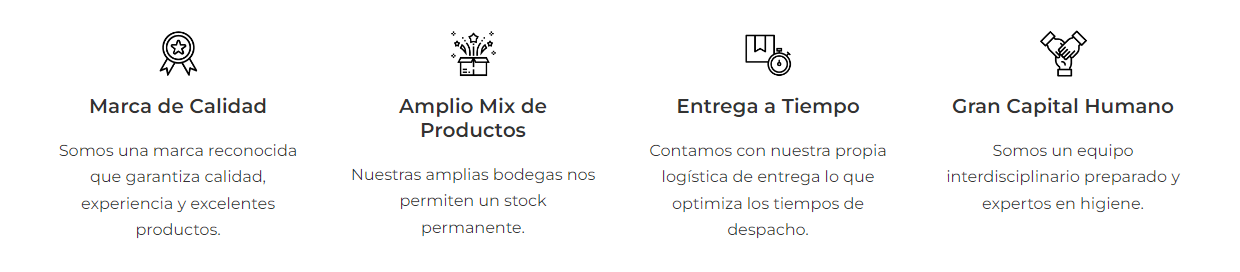 Marca de Calidad
Somos una marca reconocida
que garantiza calidad,
experiencia y excelentes
productos.
Amplio Mix de
Productos
Nuestras amplias bodegas nos
permiten un stock
permanente.
Entrega a Tiempo
Contamos con nuestra propia
logística de entrega lo que
optimiza los tiempos de
despacho.
Gran Capital Humano
Somos un equipo
interdisciplinario preparado y
expertos en higiene.